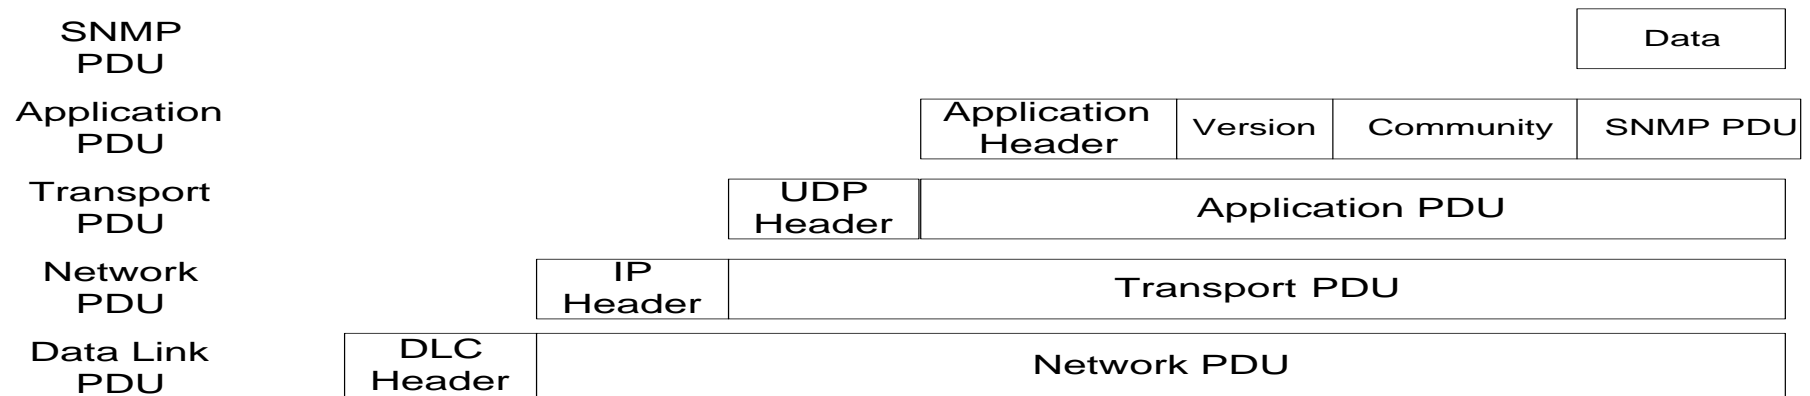 SNMP
PDU
Data
Application
PDU
Application
Header
Version
Community
SNMP PDU
Transport
PDU
UDP
Header
Application PDU
Network
PDU
IP
Header
Transport PDU
Data Link
PDU
DLC
Header
Network PDU